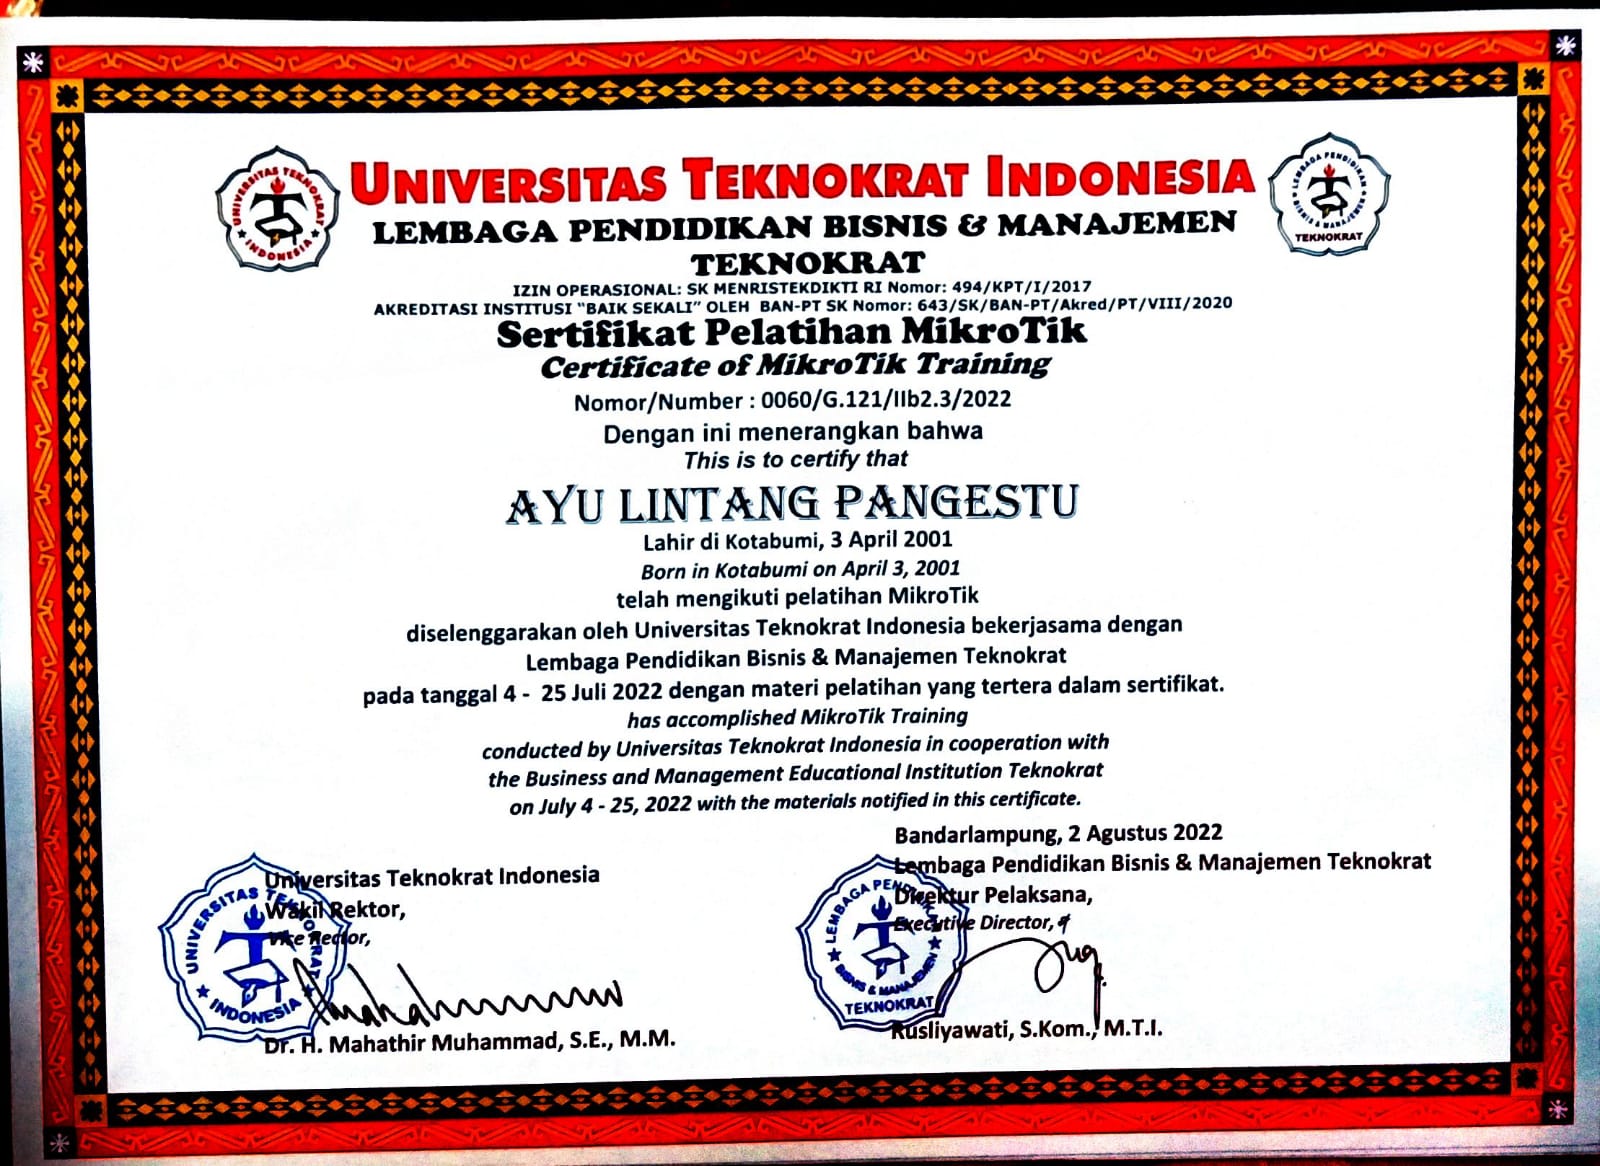 UNIVERSITAS TEKNOKRAT INDONESIA
LEMBAGA PENDIDIKAN BISNIS & MANAJEMEN
TEKNOKRAT
IZIN OPERASIONAL: SK MENRISTEKDIKTI RI Nomor: 494/KPT/I/2017
AKREDITASI INSTITUSI "BAIK SEKALI" OLEH BAN-PT SK Nomor: 643/SK/BAN-PT/Akred/PT/VIII/2020
Sertifikat Pelatihan MikroTik
Certificate of MikroTik Training
Nomor/Number : 0060/G.121/IIb2.3/2022
Dengan ini menerangkan bahwa
This is to certify that
AYU LINTANG PANGESTU
Lahir di Kotabumi, 3 April 2001
Born in Kotabumi on April 3, 2001
telah mengikuti pelatihan MikroTik
diselenggarakan oleh Universitas Teknokrat Indonesia bekerjasama dengan
Lembaga Pendidikan Bisnis & Manajemen Teknokrat
pada tanggal 4 - 25 Juli 2022 dengan materi pelatihan yang tertera dalam sertifikat.
has accomplished MikroTik Training
conducted by Universitas Teknokrat Indonesia in cooperation with
the Business and Management Educational Institution Teknokrat
on July 4 - 25, 2022 with the materials notified in this certificate.
Universitas Teknokrat Indonesia
Wakil Rektor,
Vice Rector,
UNIVERSITAS TEKNOKRAT
INDONESIA
Dr. H. Mahathir Muhammad, S.E., M.M.
Bandarlampung, 2 Agustus 2022
Lembaga Pendidikan Bisnis & Manajemen Teknokrat
Direktur Pelaksana,
Executive Director,
LEMBAGA PENDIDIKAN
BISNIS & MANAJEMEN
TEKNOKRAT
Rusliyawati, S.Kom., M.T.I.
UNIVERSITAS TEKNOKRAT
INDONESIA
LEMBAGA PENDIDIKAN
BISNIS & MANAJEMEN
TEKNOKRAT